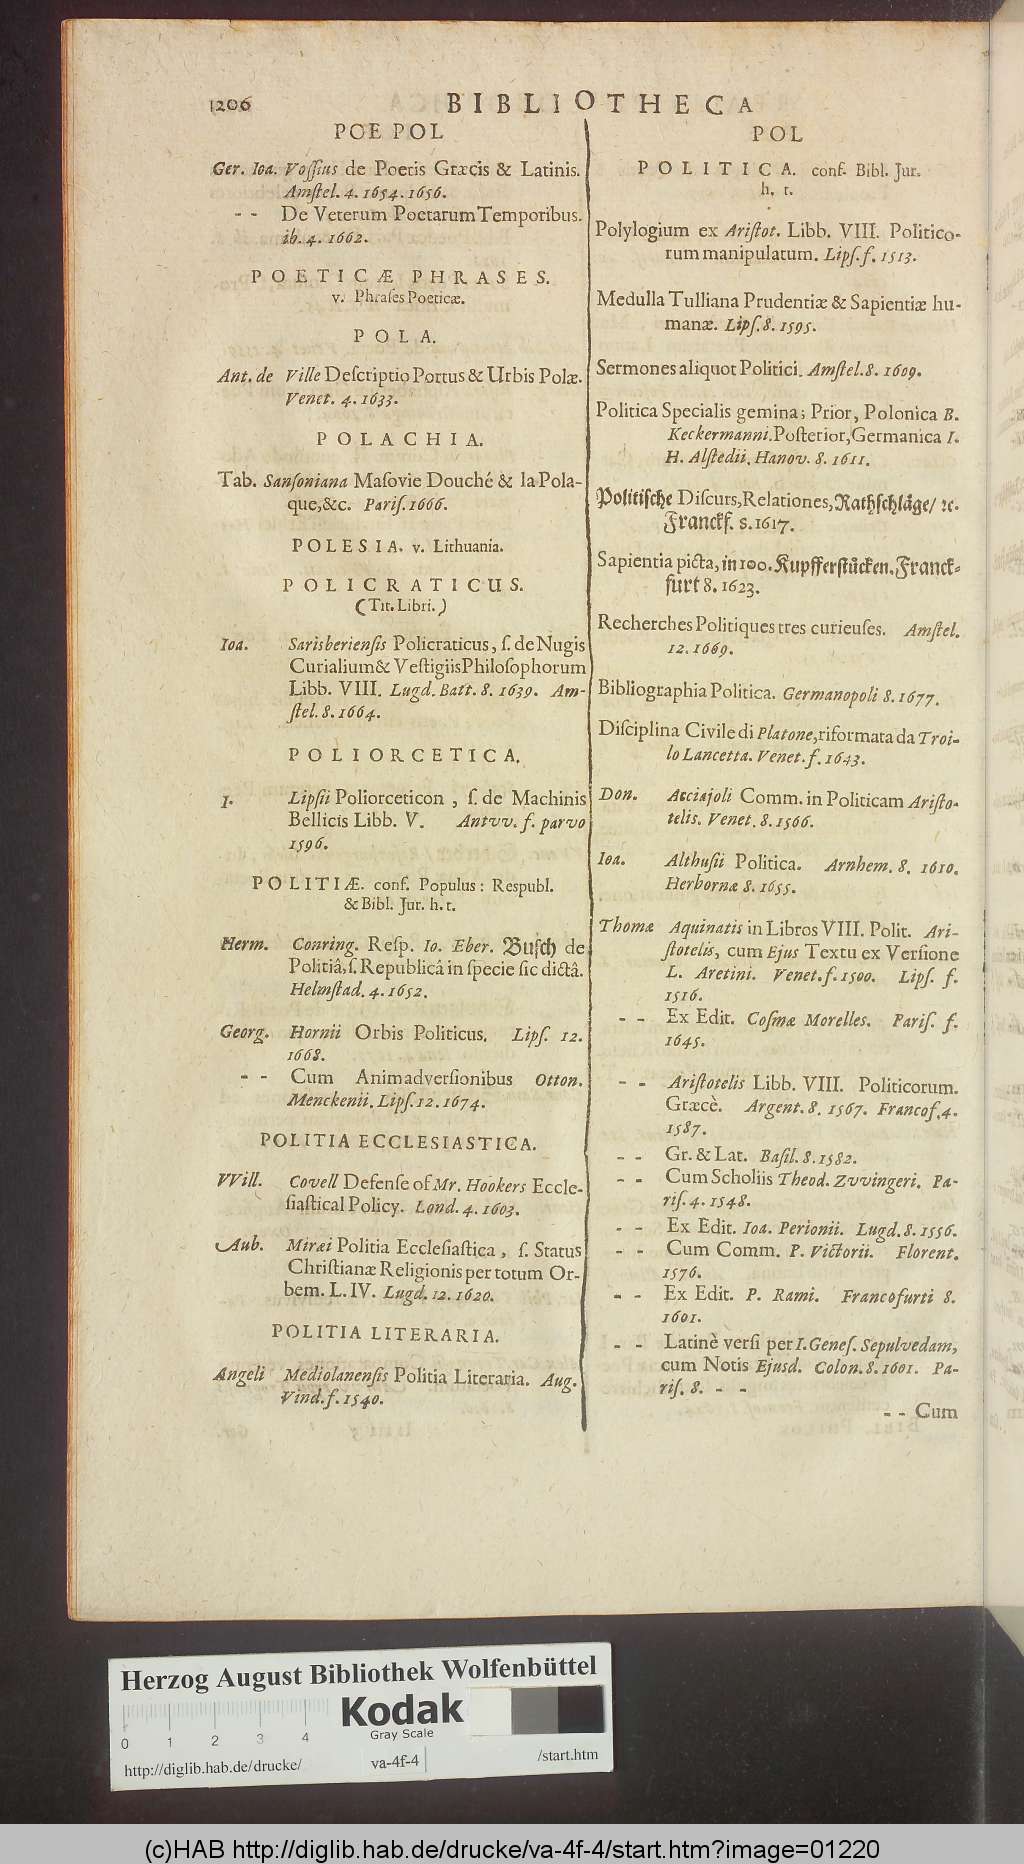 1206
BIBLIOTHECA
POE POL
Ger. Ioa. Voſſius de Poetis Græcis & Latinis.
Amſtel. 4. 1654. 1656.
-- De Veterum Poetarum Temporibus.
ib. 4. 1662.
POETICÆ PHRASES.
v. Phraſes Poeticæ.
POLA.
Ant. de Ville Deſcriptio Portus & Urbis Polæ.
Venet. 4. 1633.
POLACHIA.
Tab. Sanſoniana Maſovie Douché & la Pola-
que, &c. Pariſ. 1666.
POLESIA. v. Lithuania.
POLICRATICUS.
(Tit. Libri.)
Ioa. Sarisberienſis Policraticus, ſ. de Nugis
Curialium & Veſtigiis Philoſophorum
Libb. VIII. Lugd. Batt. 8. 1639. Am-
ſtel. 8. 1664.
POLIORCETICA.
I. Lipſii Poliorceticon, ſ. de Machinis
Bellicis Libb. V. Antvv. f. parvo
1596.
POLITIÆ. conf. Populus: Respubl.
& Bibl. Jur. h. t.
Herm. Conring. Reſp. Io. Eber. Buſch de
Politiâ, ſ. Republicâ in ſpecie ſic dictâ.
Helmſtad. 4. 1652.
Georg. Hornii Orbis Politicus. Lipſ. 12.
1668.
-- Cum Animadverſionibus Otton.
Menckenii. Lipſ. 12. 1674.
POLITIA ECCLESIASTICA.
VVill. Covell Defenſe of Mr. Hookers Eccle-
ſiaſtical Policy. Lond. 4. 1603.
Aub. Miræi Politia Eccleſiaſtica, ſ. Status
Chriſtianæ Religionis per totum Or-
bem. L. IV. Lugd. 12. 1620.
POLITIA LITERARIA.
Angeli Mediolanenſis Politia Literaria. Aug.
Vind. f. 1540.
POL
POLITICA. conf. Bibl. Jur.
h. t.
Polylogium ex Ariſtot. Libb. VIII. Politico-
rum manipulatum. Lipſ. f. 1513.
Medulla Tulliana Prudentiæ & Sapientiæ hu-
manæ. Lipſ. 8. 1595.
Sermones aliquot Politici. Amſtel. 8. 1609.
Politica Specialis gemina; Prior, Polonica B.
Keckermanni. Poſterior, Germanica I.
H. Alſtedii. Hanov. 8. 1611.
Politiſche Diſcurs, Relationes, Rathſchläge/ ꝛc.
Franckf. 8. 1617.
Sapientia picta, in 100. Kupfferſtücken. Franck-
furt 8. 1623.
Recherches Politiques tres curieuſes. Amſtel.
12. 1669.
Bibliographia Politica. Germanopoli 8. 1677.
Diſciplina Civile di Platone, riformata da Troi-
lo Lancetta. Venet. f. 1643.
Don. Acciajoli Comm. in Politicam Ariſto-
telis. Venet. 8. 1566.
Ioa. Althuſii Politica. Arnhem. 8. 1610.
Herbornæ 8. 1655.
Thomæ Aquinatis in Libros VIII. Polit. Ari-
ſtotelis, cum Ejus Textu ex Verſione
L. Aretini. Venet. f. 1500. Lipſ. f.
1516.
-- Ex Edit. Coſmæ Morelles. Pariſ. f.
1645.
-- Ariſtotelis Libb. VIII. Politicorum.
Græcè. Argent. 8. 1567. Francof. 4.
1587.
-- Gr. & Lat. Baſil. 8. 1582.
-- Cum Scholiis Theod. Zvvingeri. Pa-
riſ. 4. 1548.
-- Ex Edit. Ioa. Perionii. Lugd. 8. 1556.
-- Cum Comm. P. Victorii. Florent.
1576.
-- Ex Edit. P. Rami. Francofurti 8.
1601.
-- Latinè verſi per I. Geneſ. Sepulvedam,
cum Notis Ejusd. Colon. 8. 1601. Pa-
riſ. 8. --
-- Cum
Herzog August Bibliothek Wolfenbüttel
Kodak
Gray Scale
0 1 2 3 4
http://diglib.hab.de/drucke/ va-4f-4 /start.htm
(c)HAB http://diglib.hab.de/drucke/va-4f-4/start.htm?image=01220